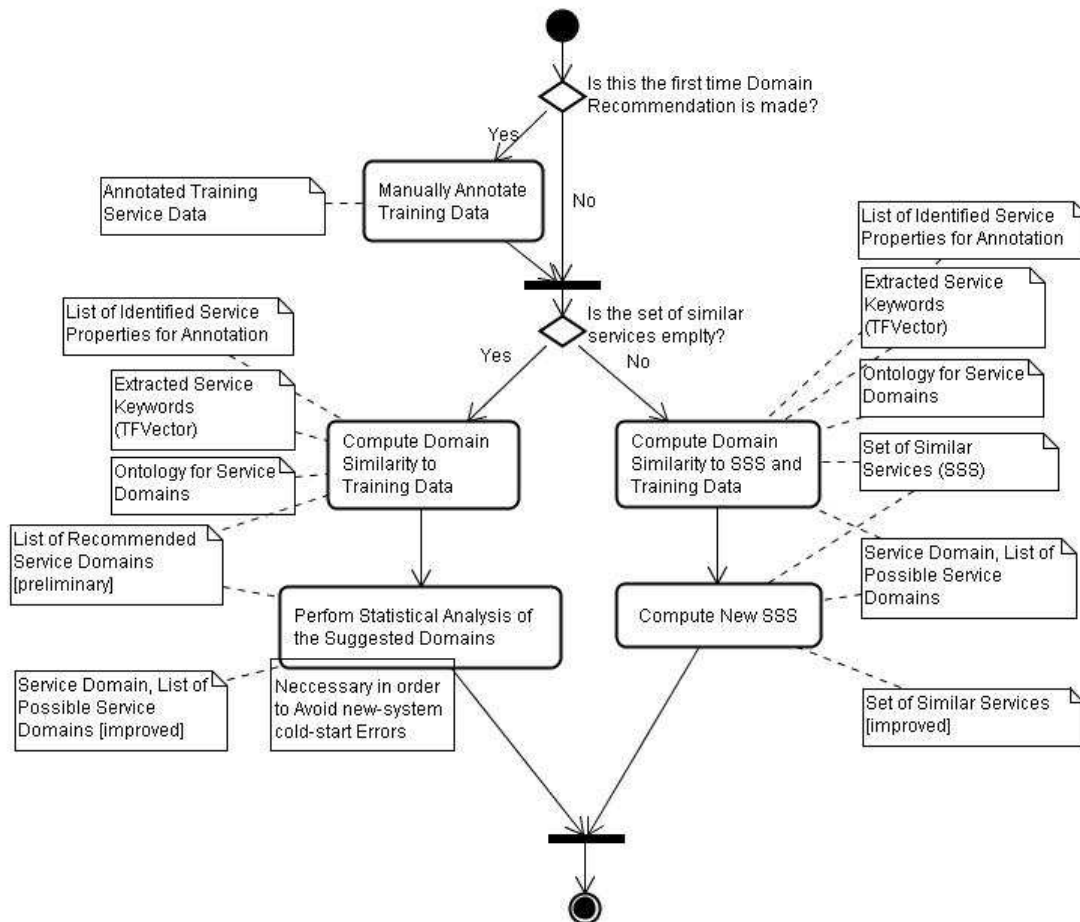 Is this the first time Domain
Recommendation is made?
Yes
No
Manually Annotate
Training Data
Annotated Training
Service Data
List of Identified Service
Properties for Annotation
Extracted Service
Keywords
(TFVector)
Ontology for Service
Domains
Set of Similar
Services (SSS)
Is the set of similar
services emplty?
Yes
No
List of Identified Service
Properties for Annotation
Extracted Service
Keywords
(TFVector)
Ontology for Service
Domains
Compute Domain
Similarity to
Training Data
Compute Domain
Similarity to SSS and
Training Data
List of Recommended
Service Domains
[preliminary]
Service Domain, List of
Possible Service
Domains
Perfom Statistical Analysis of
the Suggested Domains
Compute New SSS
Service Domain, List of
Possible Service
Domains [improved]
Neccessary in order
to Avoid new-system
cold-start Errors
Set of Similar Services
[improved]